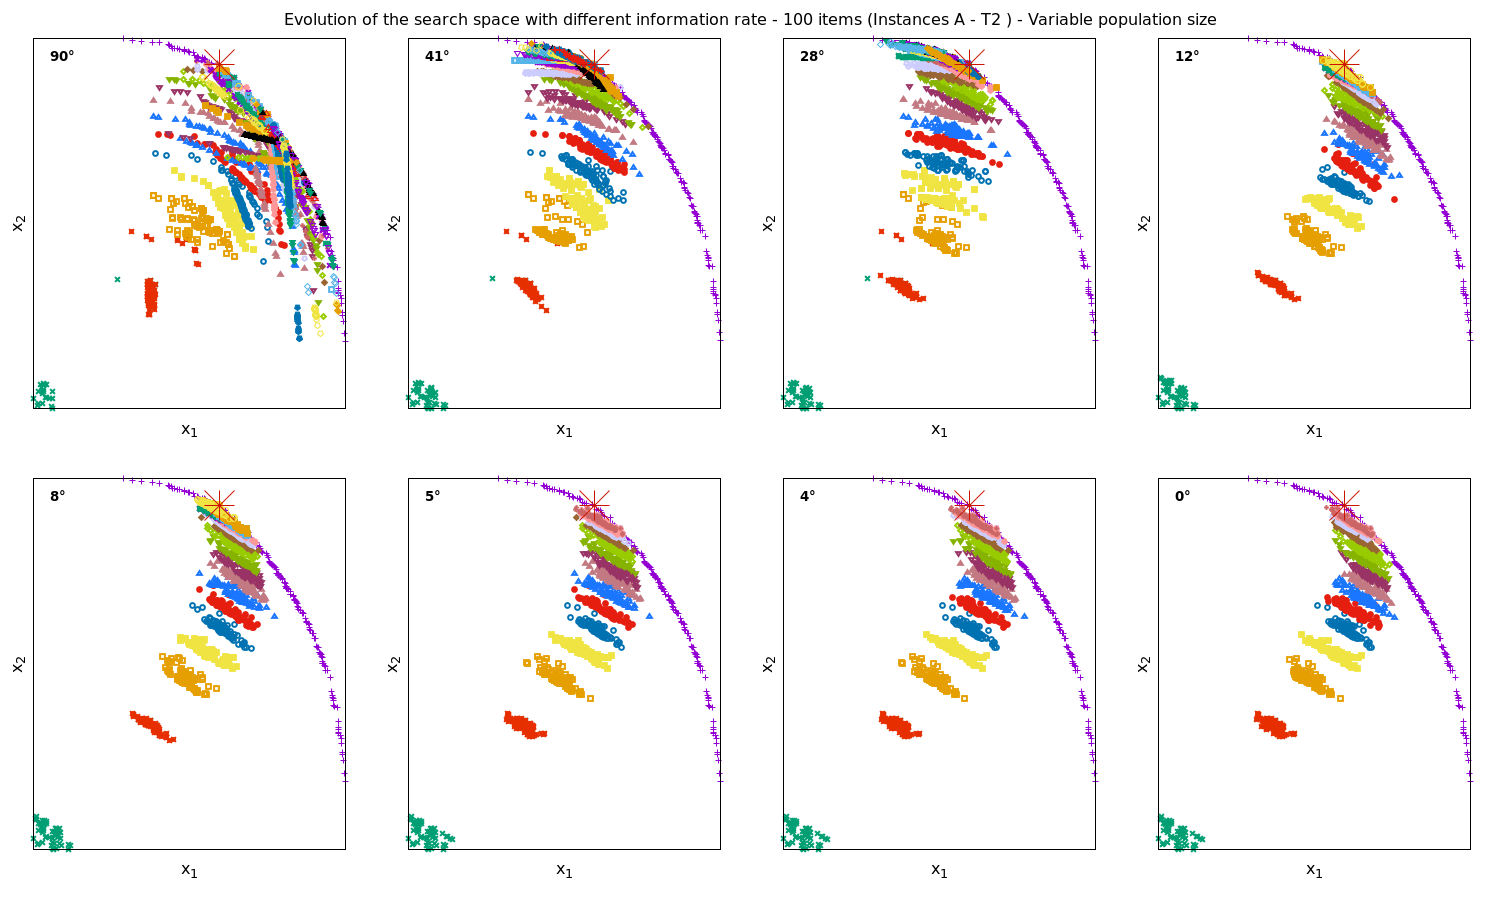 Evolution of the search space with different information rate - 100 items (Instances A - T2 ) - Variable population size
90°
41°
28°
12°
x2
x2
x2
x2
x1
x1
x1
x1
8°
5°
4°
0°
x2
x2
x2
x2
x1
x1
x1
x1